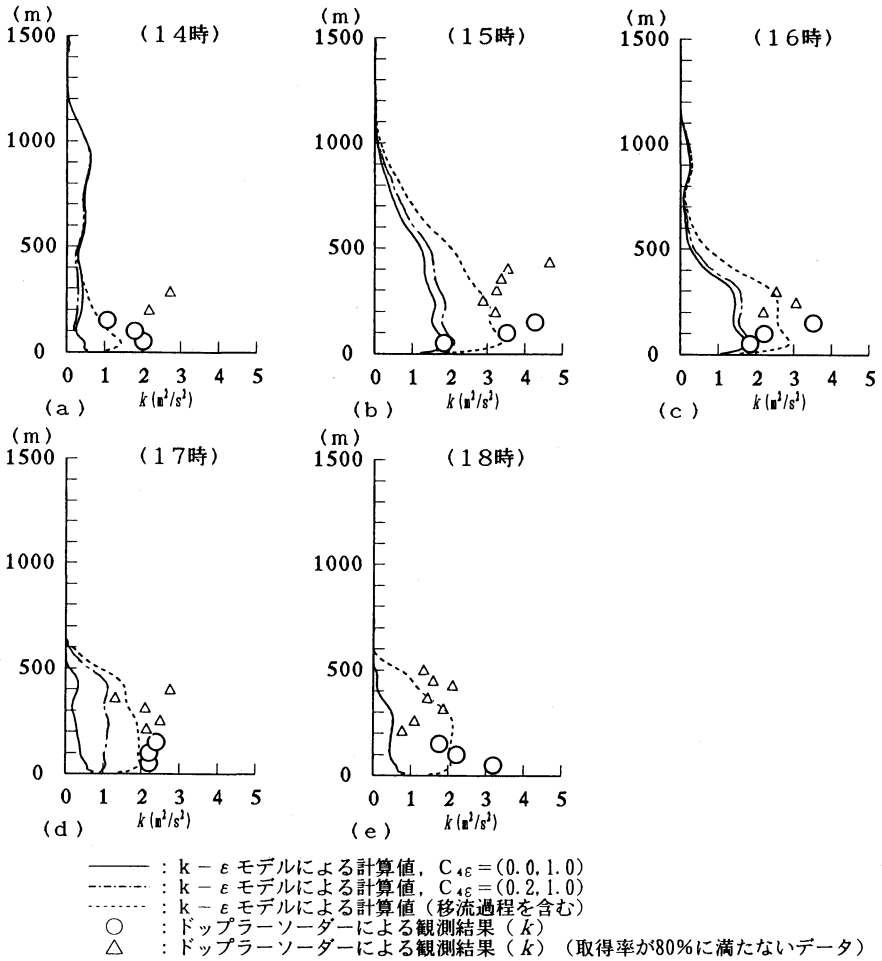 (m)
(14時)
1500
1000
500
0
0 1 2 3 4 5
k(m²/s²)
(a)
(m)
(15時)
1500
1000
500
0
0 1 2 3 4 5
k(m²/s²)
(b)
(m)
(16時)
1500
1000
500
0
0 1 2 3 4 5
k(m²/s²)
(c)
(m)
(17時)
1500
1000
500
0
0 1 2 3 4 5
k(m²/s²)
(d)
(m)
(18時)
1500
1000
500
0
0 1 2 3 4 5
k(m²/s²)
(e)
: k-εモデルによる計算値, C₄ε=(0.0,1.0)
: k-εモデルによる計算値, C₄ε=(0.2,1.0)
: k-εモデルによる計算値(移流過程を含む)
: ドップラーソーダーによる観測結果(k)
: ドップラーソーダーによる観測結果(k) (取得率が80%に満たないデータ)